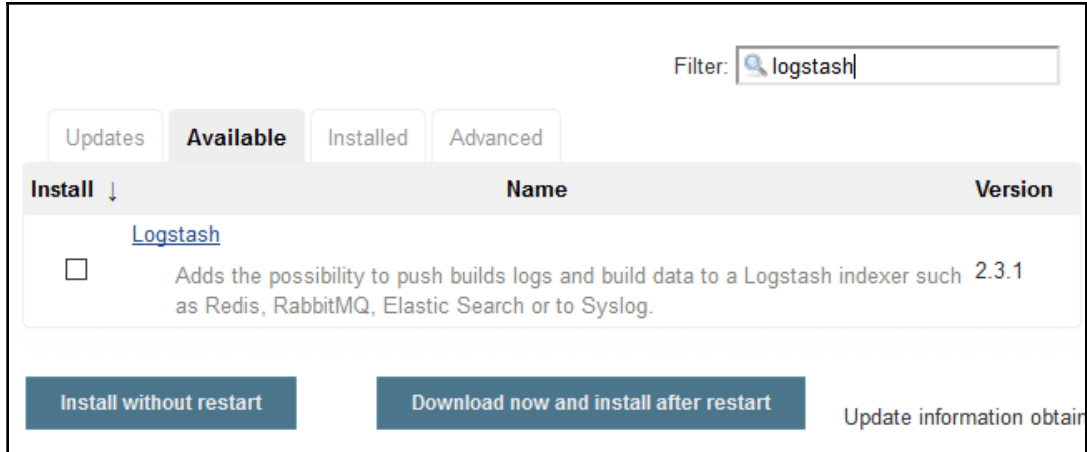 Filter: logstash
Updates Available Installed Advanced
Install ↓ Name Version
Logstash
Adds the possibility to push builds logs and build data to a Logstash indexer such 2.3.1
as Redis, RabbitMQ, Elastic Search or to Syslog.
Install without restart Download now and install after restart Update information obtain